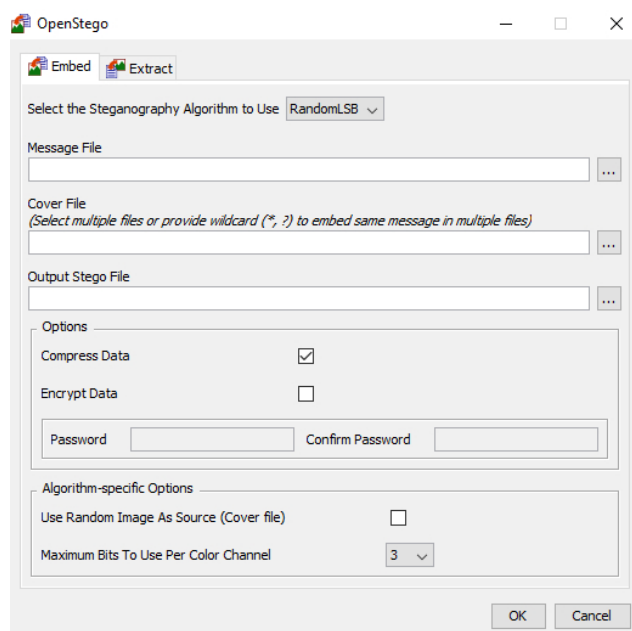 OpenStego
Embed Extract
Select the Steganography Algorithm to Use RandomLSB
Message File
...
Cover File
(Select multiple files or provide wildcard (*, ?) to embed same message in multiple files)
...
Output Stego File
...
Options
Compress Data
Encrypt Data
Password Confirm Password
Algorithm-specific Options
Use Random Image As Source (Cover file)
Maximum Bits To Use Per Color Channel 3
OK Cancel